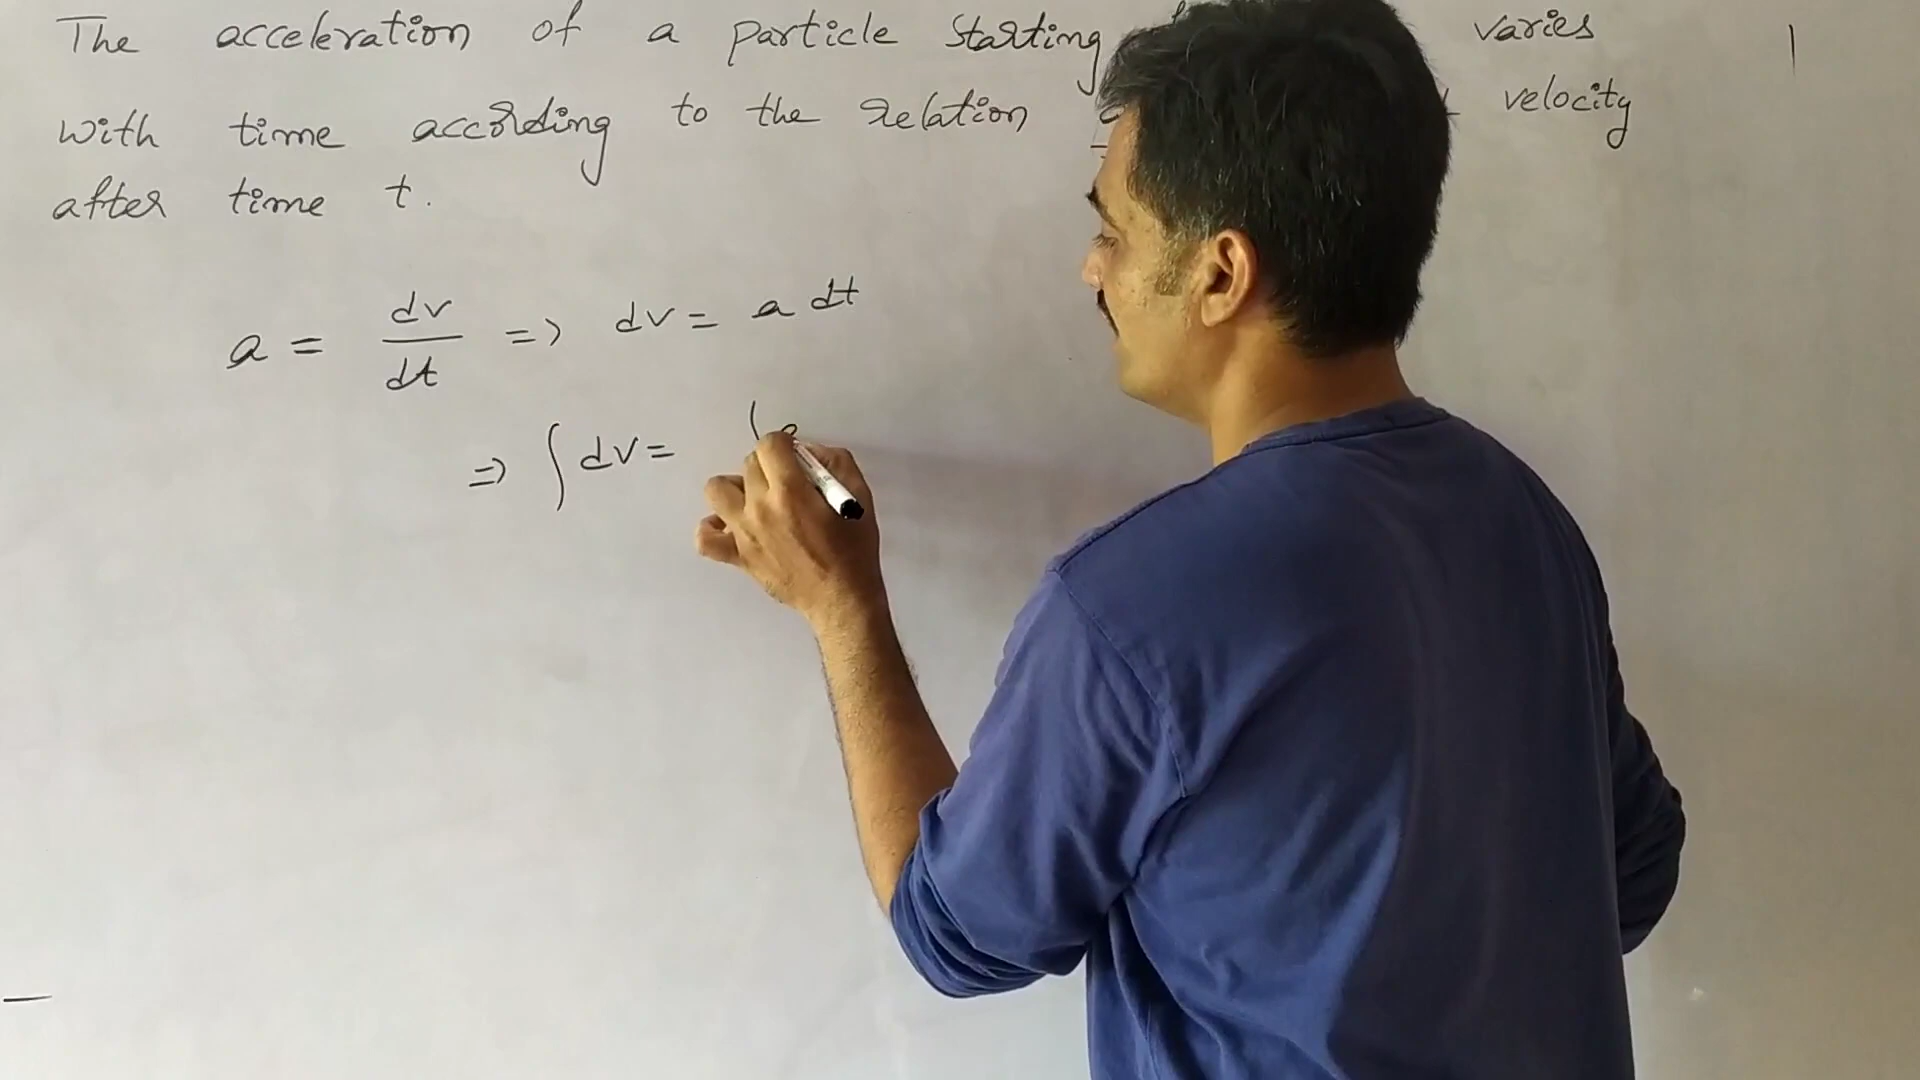 The acceleration of a particle starting varies
with time according to the relation velocity
after time t.
a = dv/dt => dv = a dt
=> ∫ dv =